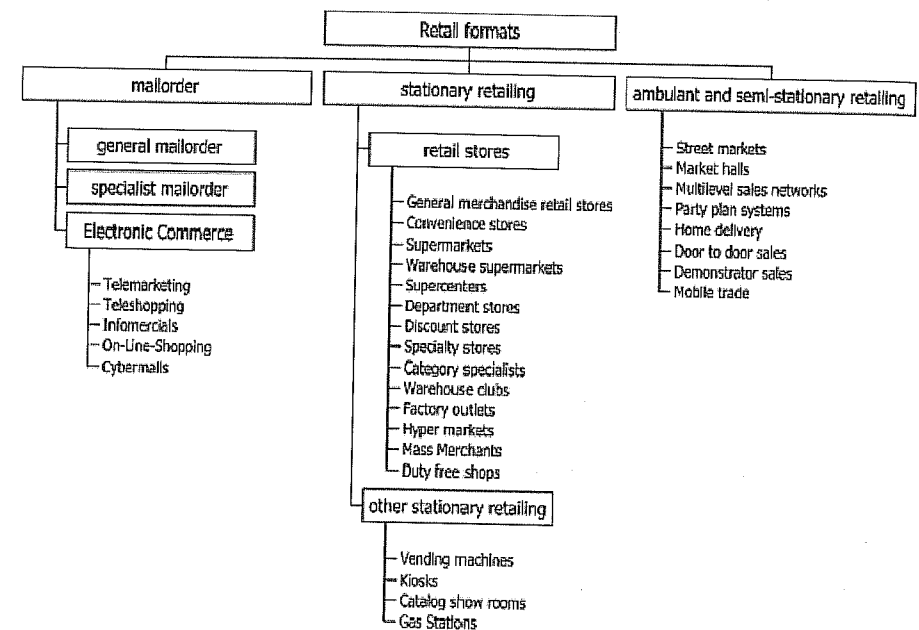 Retail formats
mailorder
stationary retailing
ambulant and semi-stationary retailing
general mailorder
specialist mailorder
Electronic Commerce
Telemarketing
Teleshopping
Infomercials
On-Line-Shopping
Cybermalls
retail stores
General merchandise retail stores
Convenience stores
Supermarkets
Warehouse supermarkets
Supercenters
Department stores
Discount stores
Specialty stores
Category specialists
Warehouse clubs
Factory outlets
Hyper markets
Mass Merchants
Duty free shops
other stationary retailing
Vending machines
Kiosks
Catalog show rooms
Gas Stations
Street markets
Market halls
Multilevel sales networks
Party plan systems
Home delivery
Door to door sales
Demonstrator sales
Mobile trade